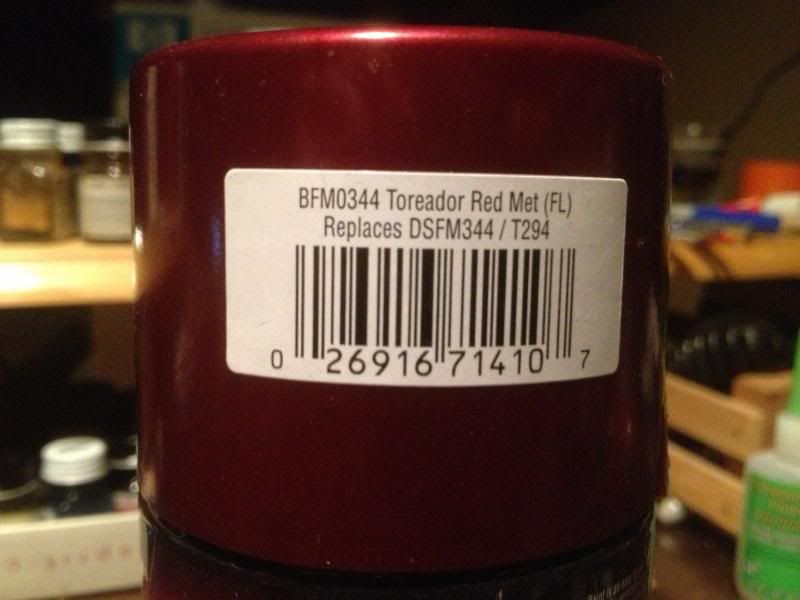 BFM0344 Toreador Red Met (FL)
Replaces DSFM344 / T294
0 26916 71410 7